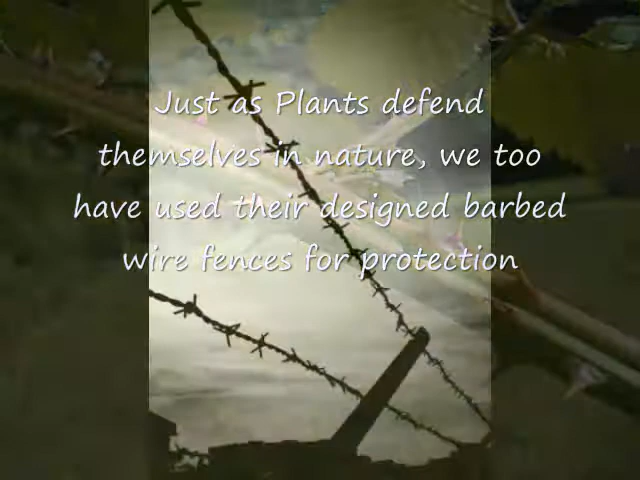 Just as Plants defend
themselves in nature, we too
have used their designed barbed
wire fences for protection